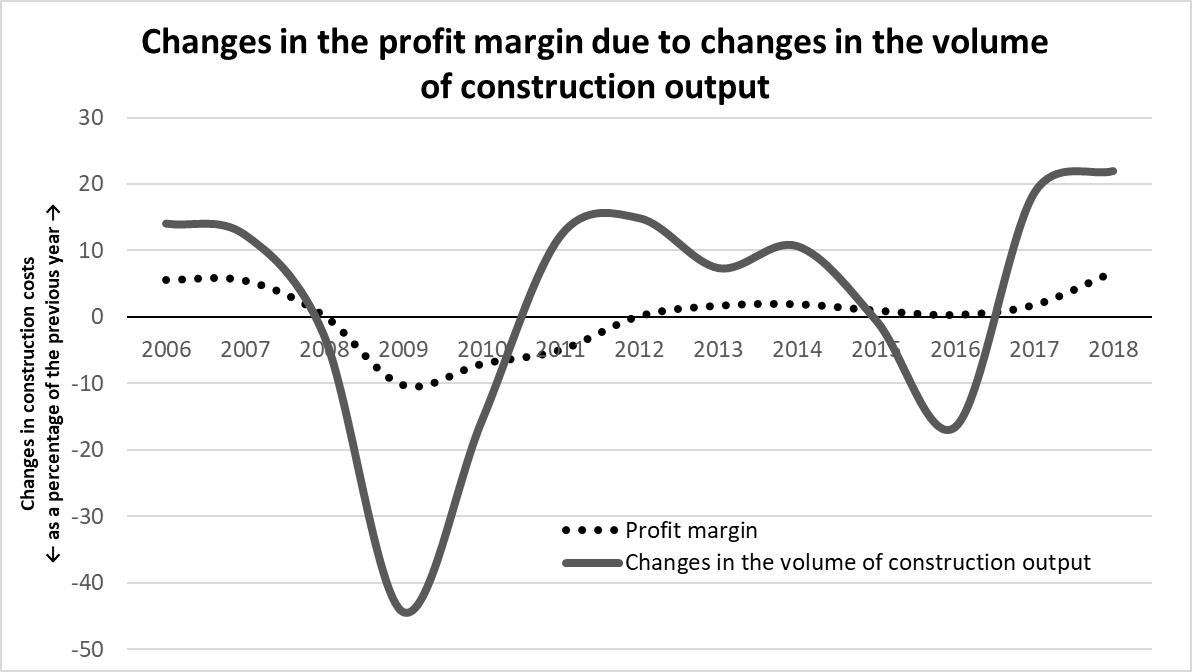 Changes in the profit margin due to changes in the volume
of construction output
30
20
10
0
-10
-20
-30
-40
-50
Changes in construction costs
← as a percentage of the previous year →
2006 2007 2008 2009 2010 2011 2012 2013 2014 2015 2016 2017 2018
Profit margin
Changes in the volume of construction output